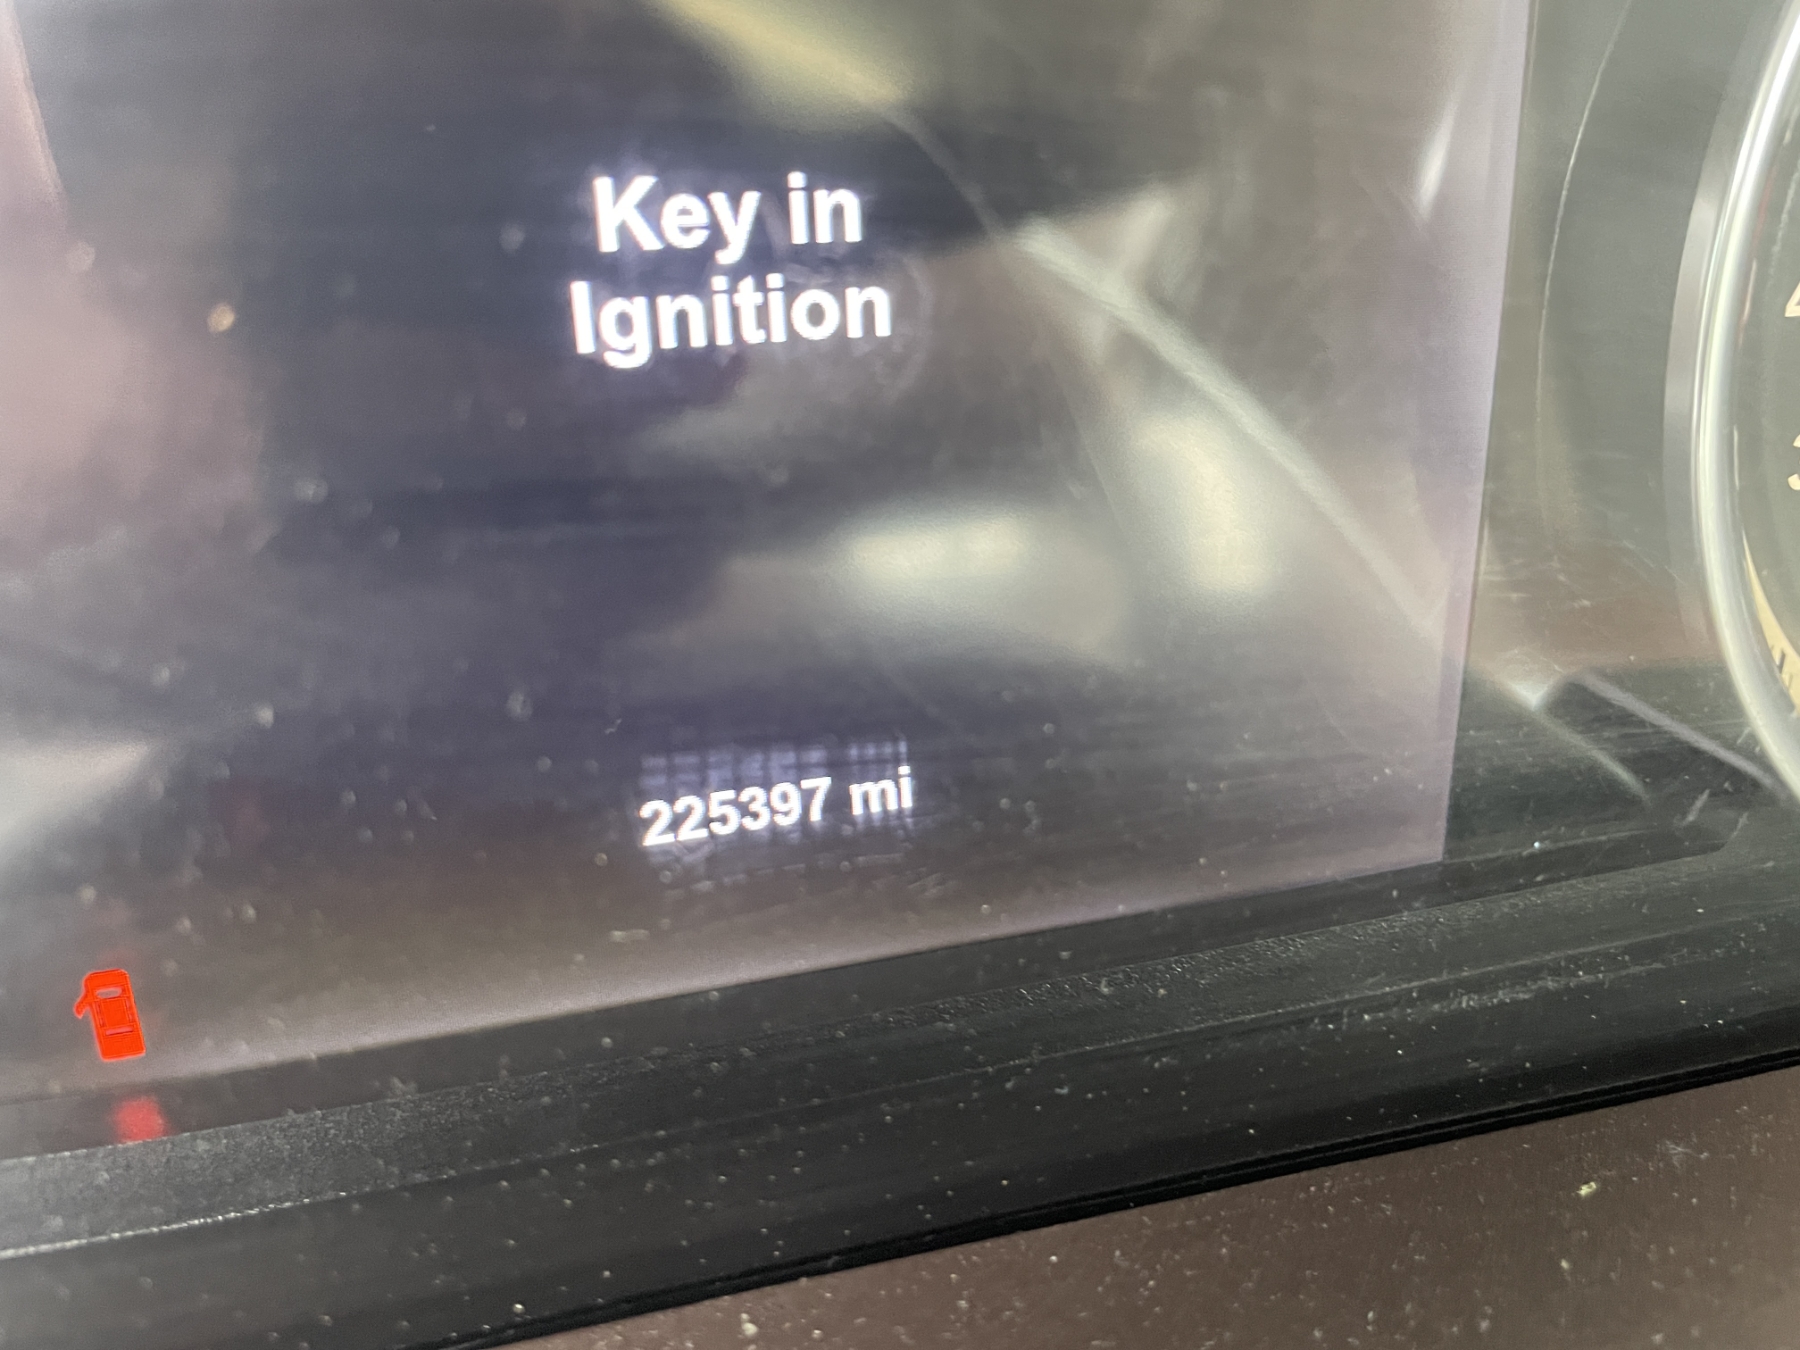 Key in
Ignition
225397 mi